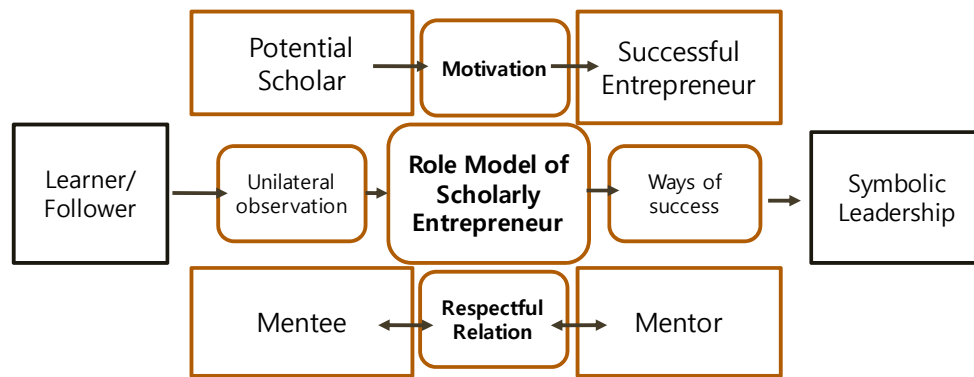 Potential
Scholar
Motivation
Successful
Entrepreneur
Learner/
Follower
Unilateral
observation
Role Model of
Scholarly
Entrepreneur
Ways of
success
Symbolic
Leadership
Mentee
Respectful
Relation
Mentor